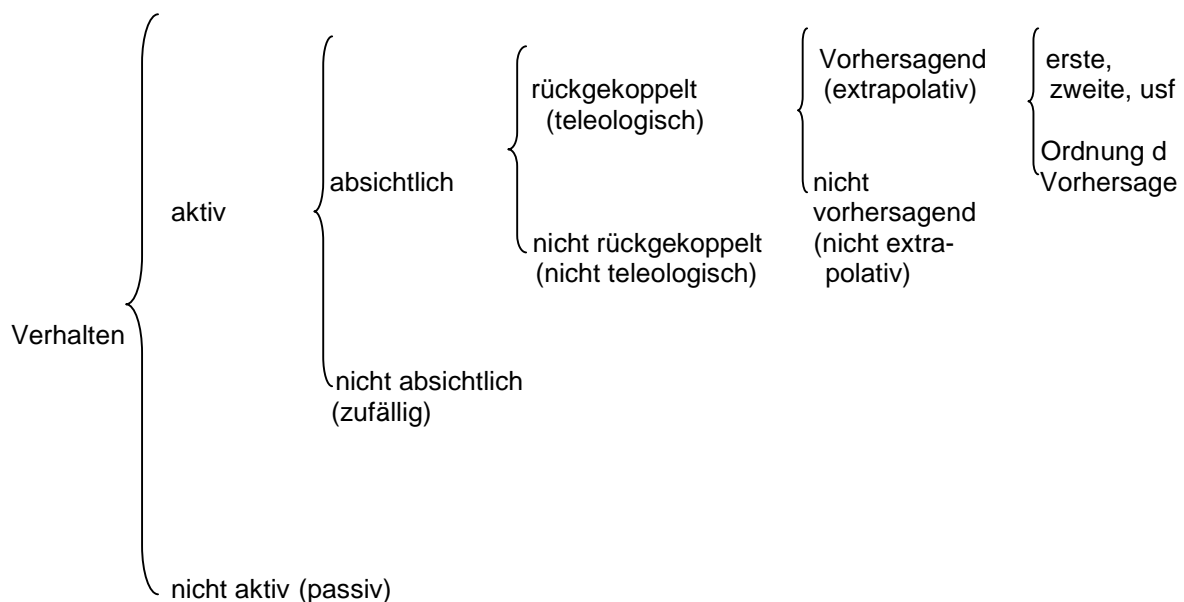 Verhalten
aktiv
nicht aktiv (passiv)
absichtlich
nicht absichtlich
(zufällig)
rückgekoppelt
(teleologisch)
nicht rückgekoppelt
(nicht teleologisch)
Vorhersagend
(extrapolativ)
nicht
vorhersagend
(nicht extra-
polativ)
erste,
zweite, usf
Ordnung d
Vorhersage